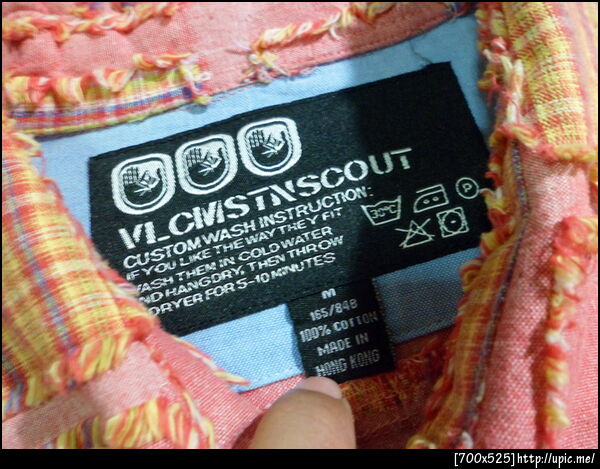 VLCMSTNSCOUT
CUSTOM WASH INSTRUCTION:
IF YOU LIKE THE WAY THEY FIT
WASH THEM IN COLD WATER
AND HANGDRY, THEN THROW
DRYER FOR 5-10 MINUTES
30°C
P
M
165/84B
100% COTTON
MADE IN
HONG KONG
[700x525]http://upic.me/